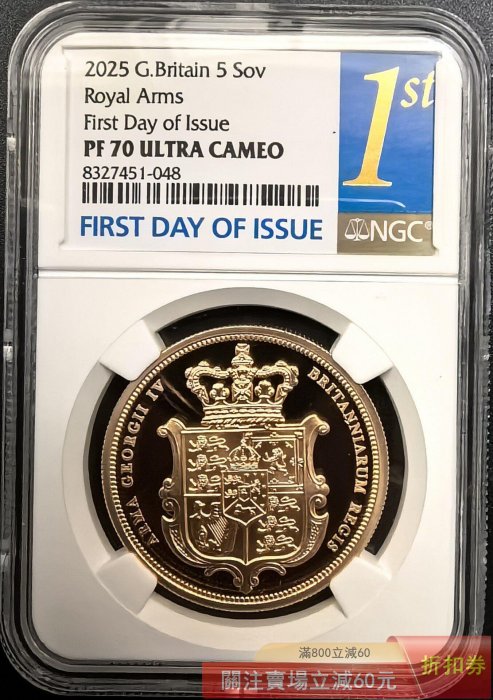 2025 G.Britain 5 Sov
Royal Arms
First Day of Issue
PF 70 ULTRA CAMEO
8327451-048
FIRST DAY OF ISSUE
1st
NGC®
ARMA GEORGII IV
BRITANNIARUM REGIS
滿800立減60
關注賣場立減60元
折扣券